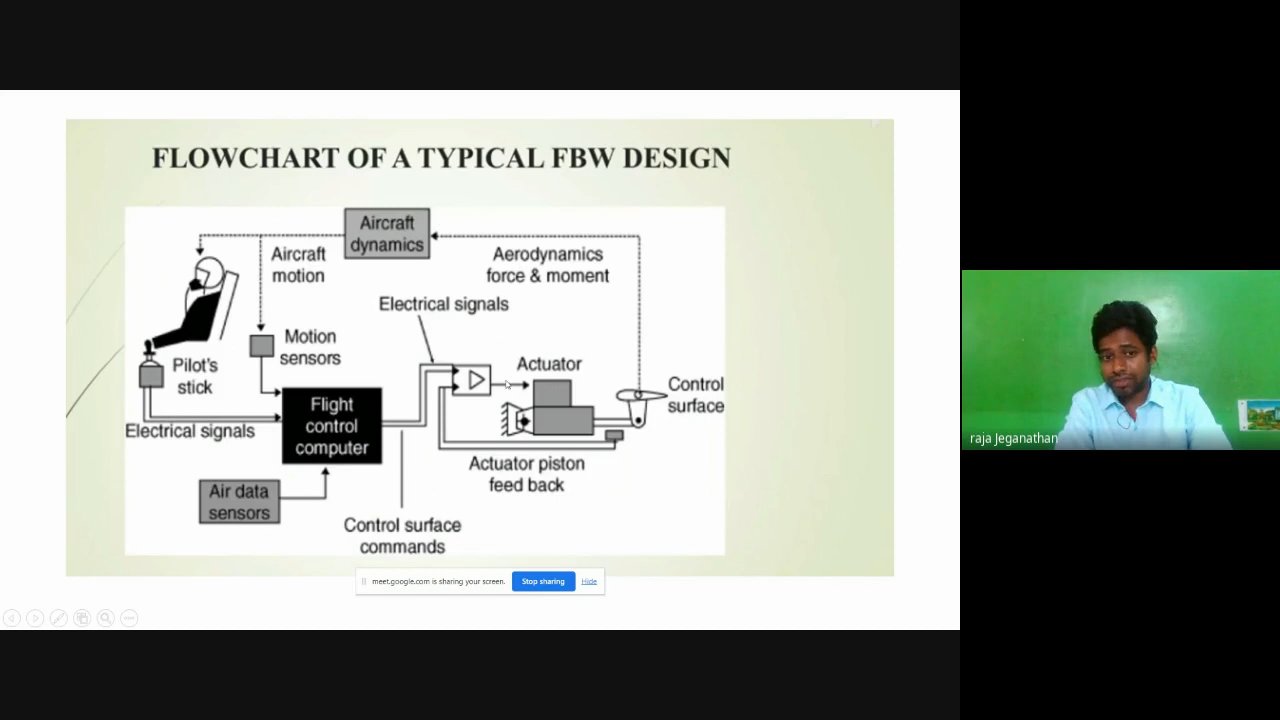 FLOWCHART OF A TYPICAL FBW DESIGN
Aircraft
dynamics
Aircraft
motion
Aerodynamics
force & moment
Electrical signals
Motion
sensors
Pilot's
stick
Actuator
Control
surface
Flight
control
computer
Electrical signals
Actuator piston
feed back
Air data
sensors
Control surface
commands
meet.google.com is sharing your screen.
Stop sharing
Hide
raja Jeganathan